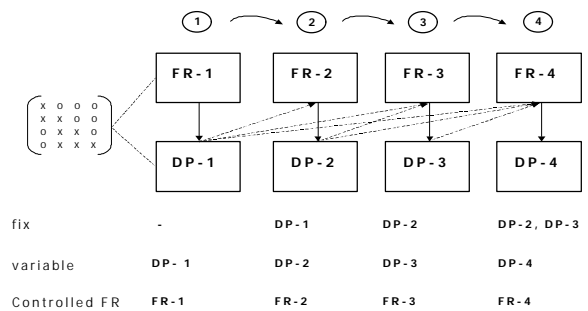 1 2 3 4
FR-1 FR-2 FR-3 FR-4
x o o o
x x o o
o x x o
o x x x
DP-1 DP-2 DP-3 DP-4
fix - DP-1 DP-2 DP-2, DP-3
variable DP-1 DP-2 DP-3 DP-4
Controlled FR FR-1 FR-2 FR-3 FR-4